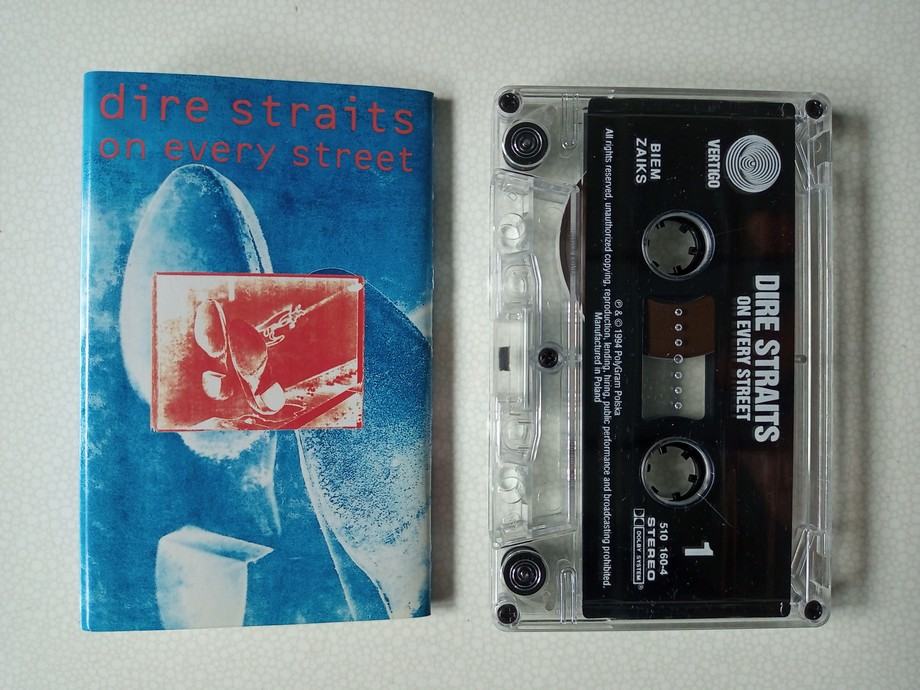 dire straits
on every street
VERTIGO
BIEM
ZAIKS
DIRE STRAITS
ON EVERY STREET
1
510 160-4
STEREO
DOLBY SYSTEM®
℗ & © 1994 PolyGram Polska
All rights reserved, unauthorized copying, reproduction, lending, hiring, public performance and broadcasting prohibited.
Manufactured in Poland